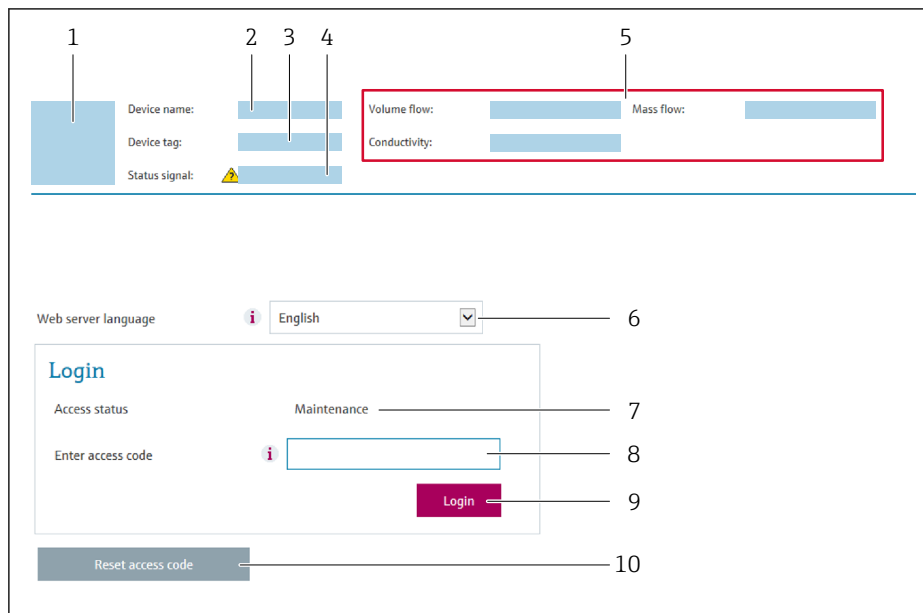 1 2 3 4 5
Device name: Volume flow: Mass flow:
Device tag: Conductivity:
Status signal: ?
Web server language i English 6
Login
Access status Maintenance 7
Enter access code i 8
Login 9
Reset access code 10